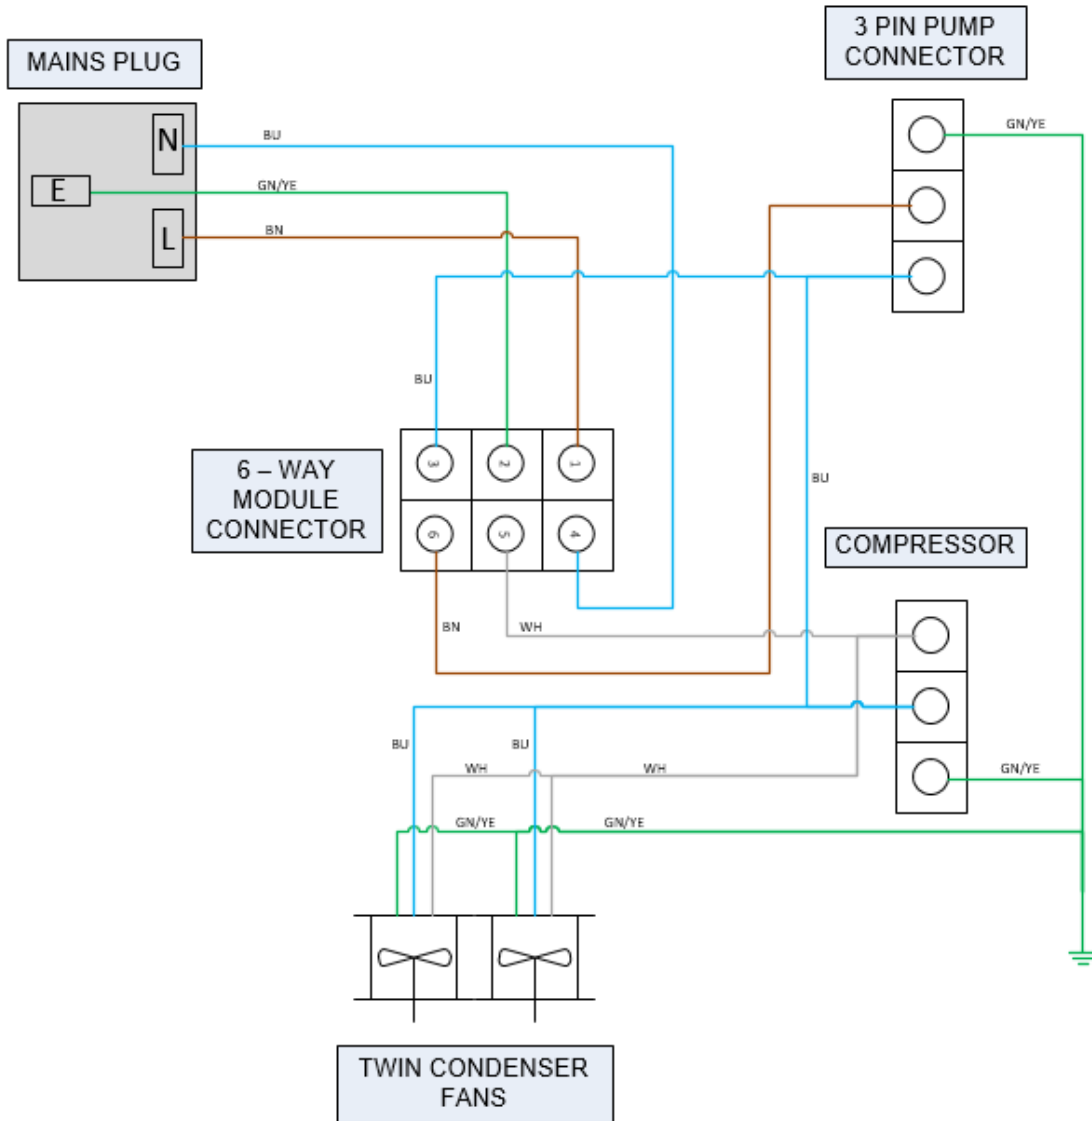 3 PIN PUMP
CONNECTOR
MAINS PLUG
GN/YE
N
BU
E
GN/YE
L
BN
BU
6 – WAY
MODULE
CONNECTOR
3
2
1
6
5
4
BU
COMPRESSOR
BN
WH
BU
BU
WH
WH
GN/YE
GN/YE
GN/YE
TWIN CONDENSER
FANS